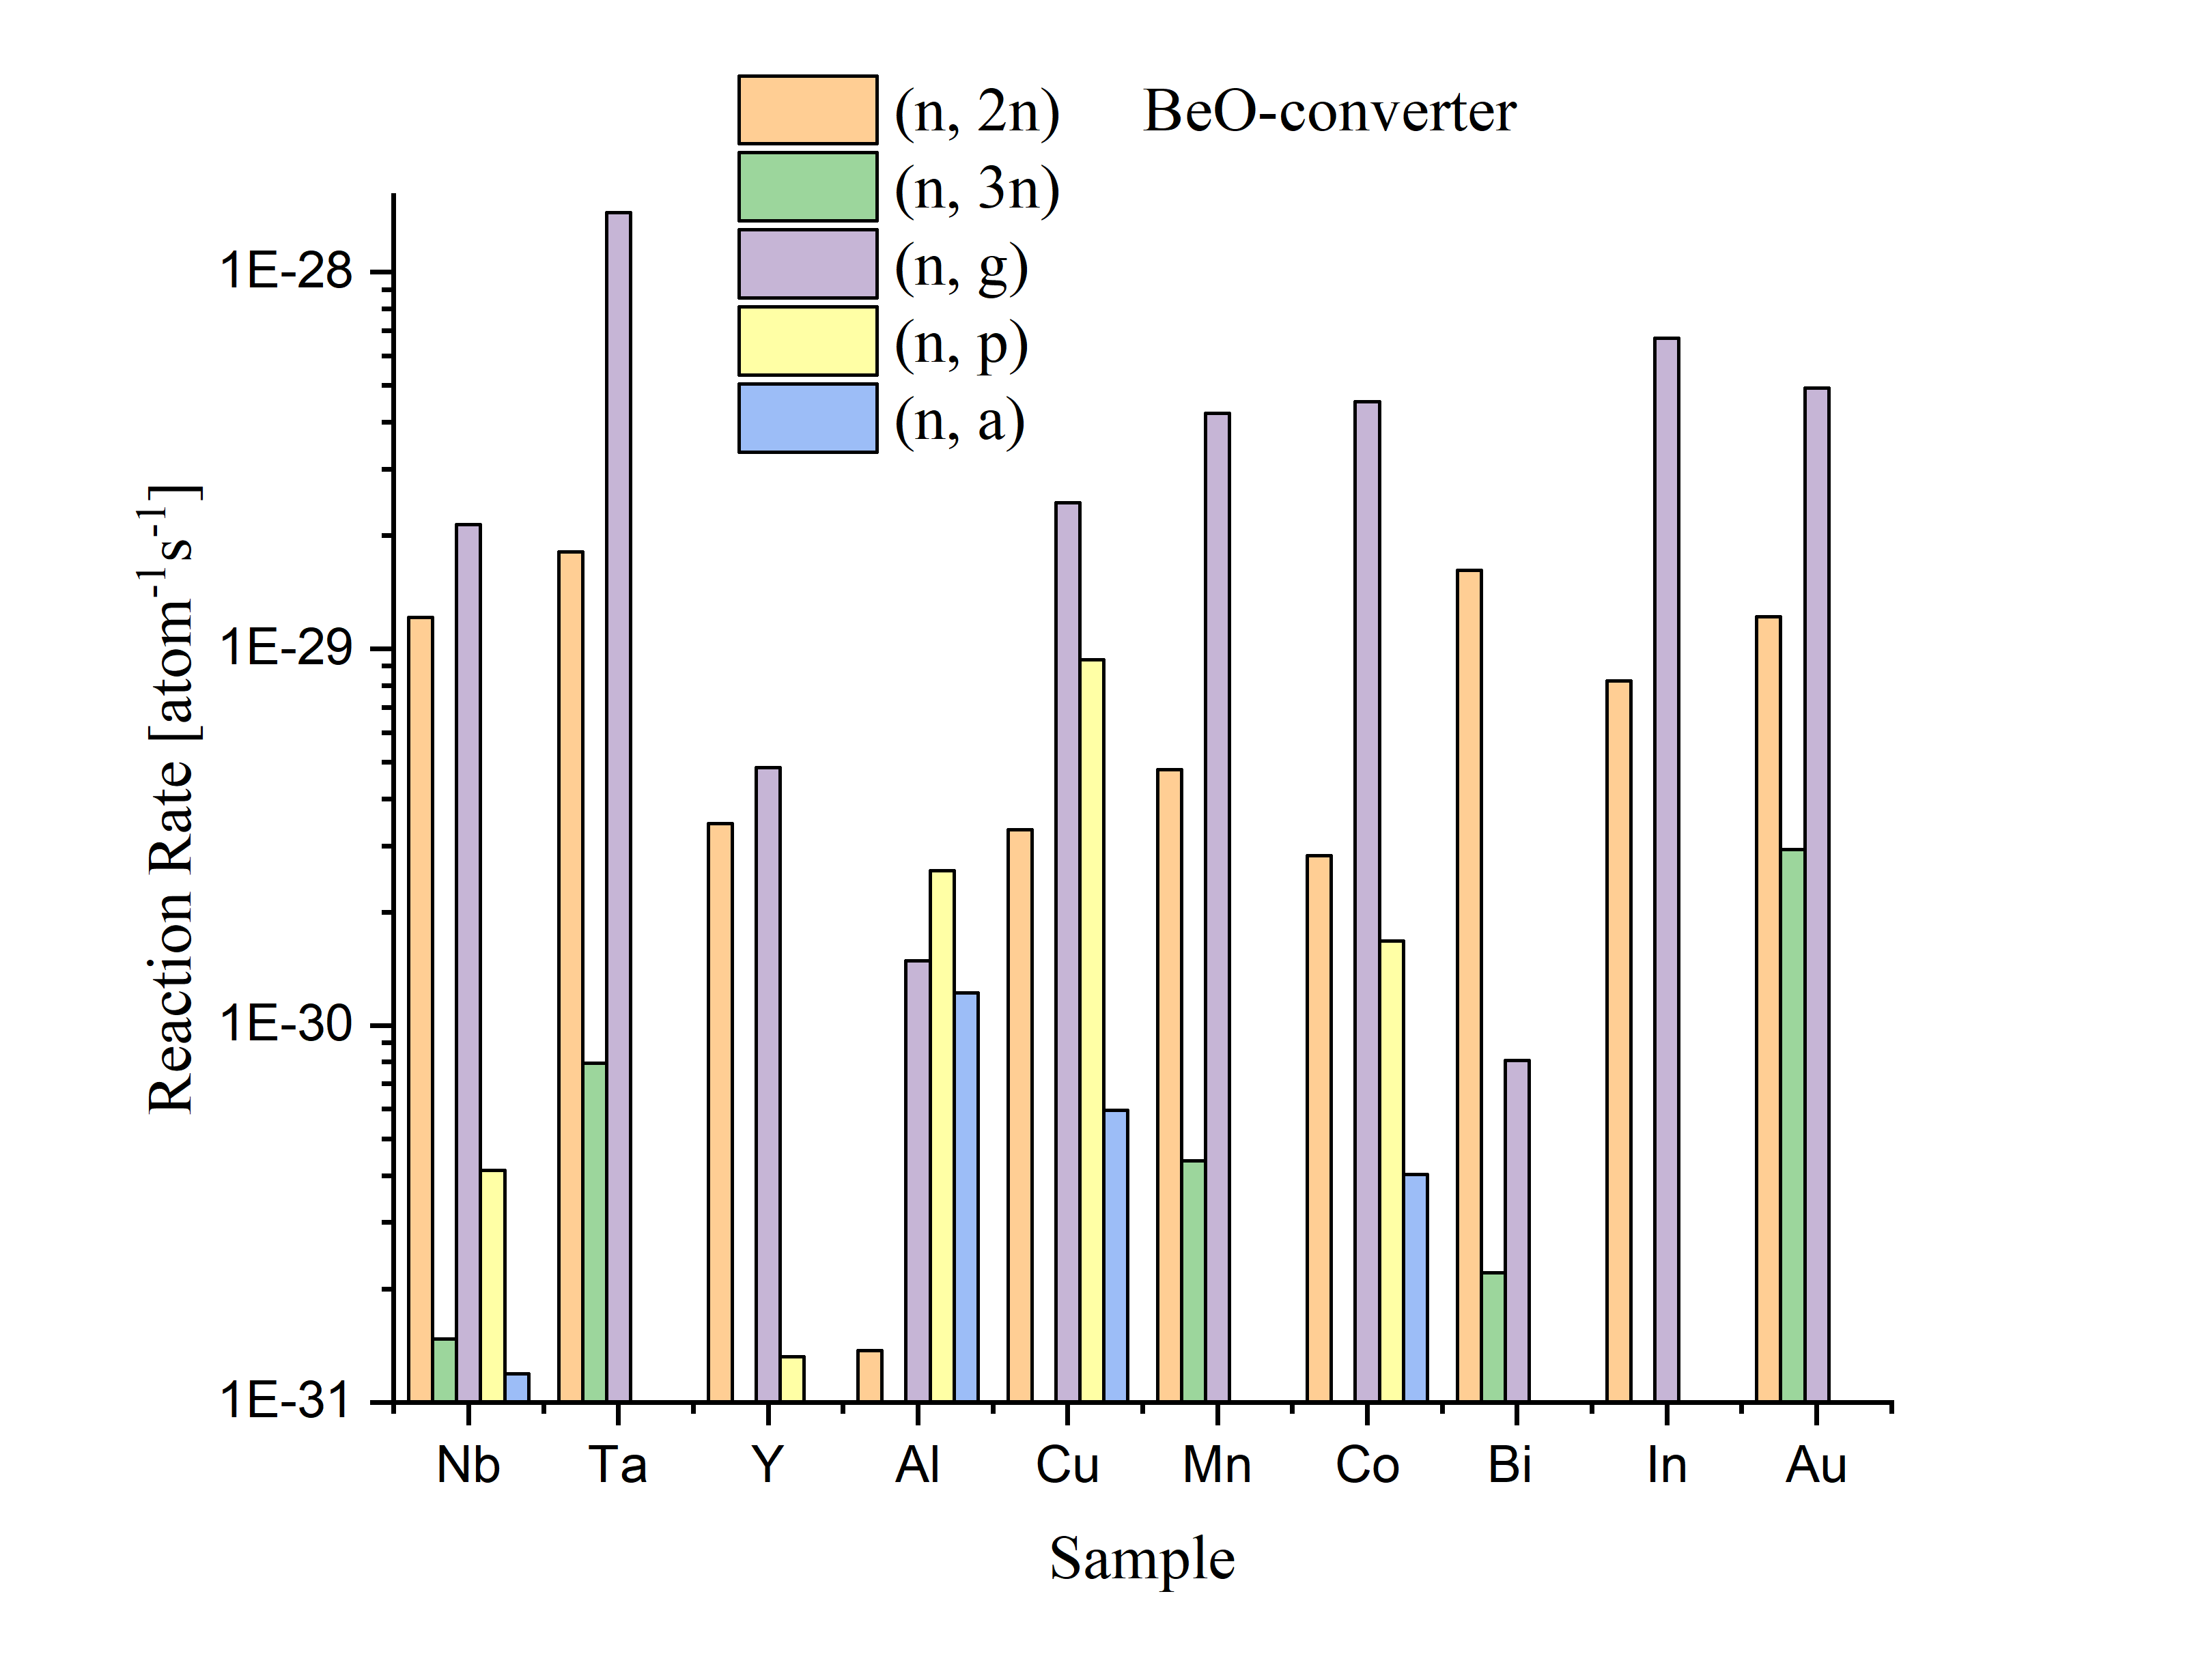 (n, 2n) BeO-converter
(n, 3n)
(n, g)
(n, p)
(n, a)
Reaction Rate [atom⁻¹s⁻¹]
1E-28
1E-29
1E-30
1E-31
Nb Ta Y Al Cu Mn Co Bi In Au
Sample